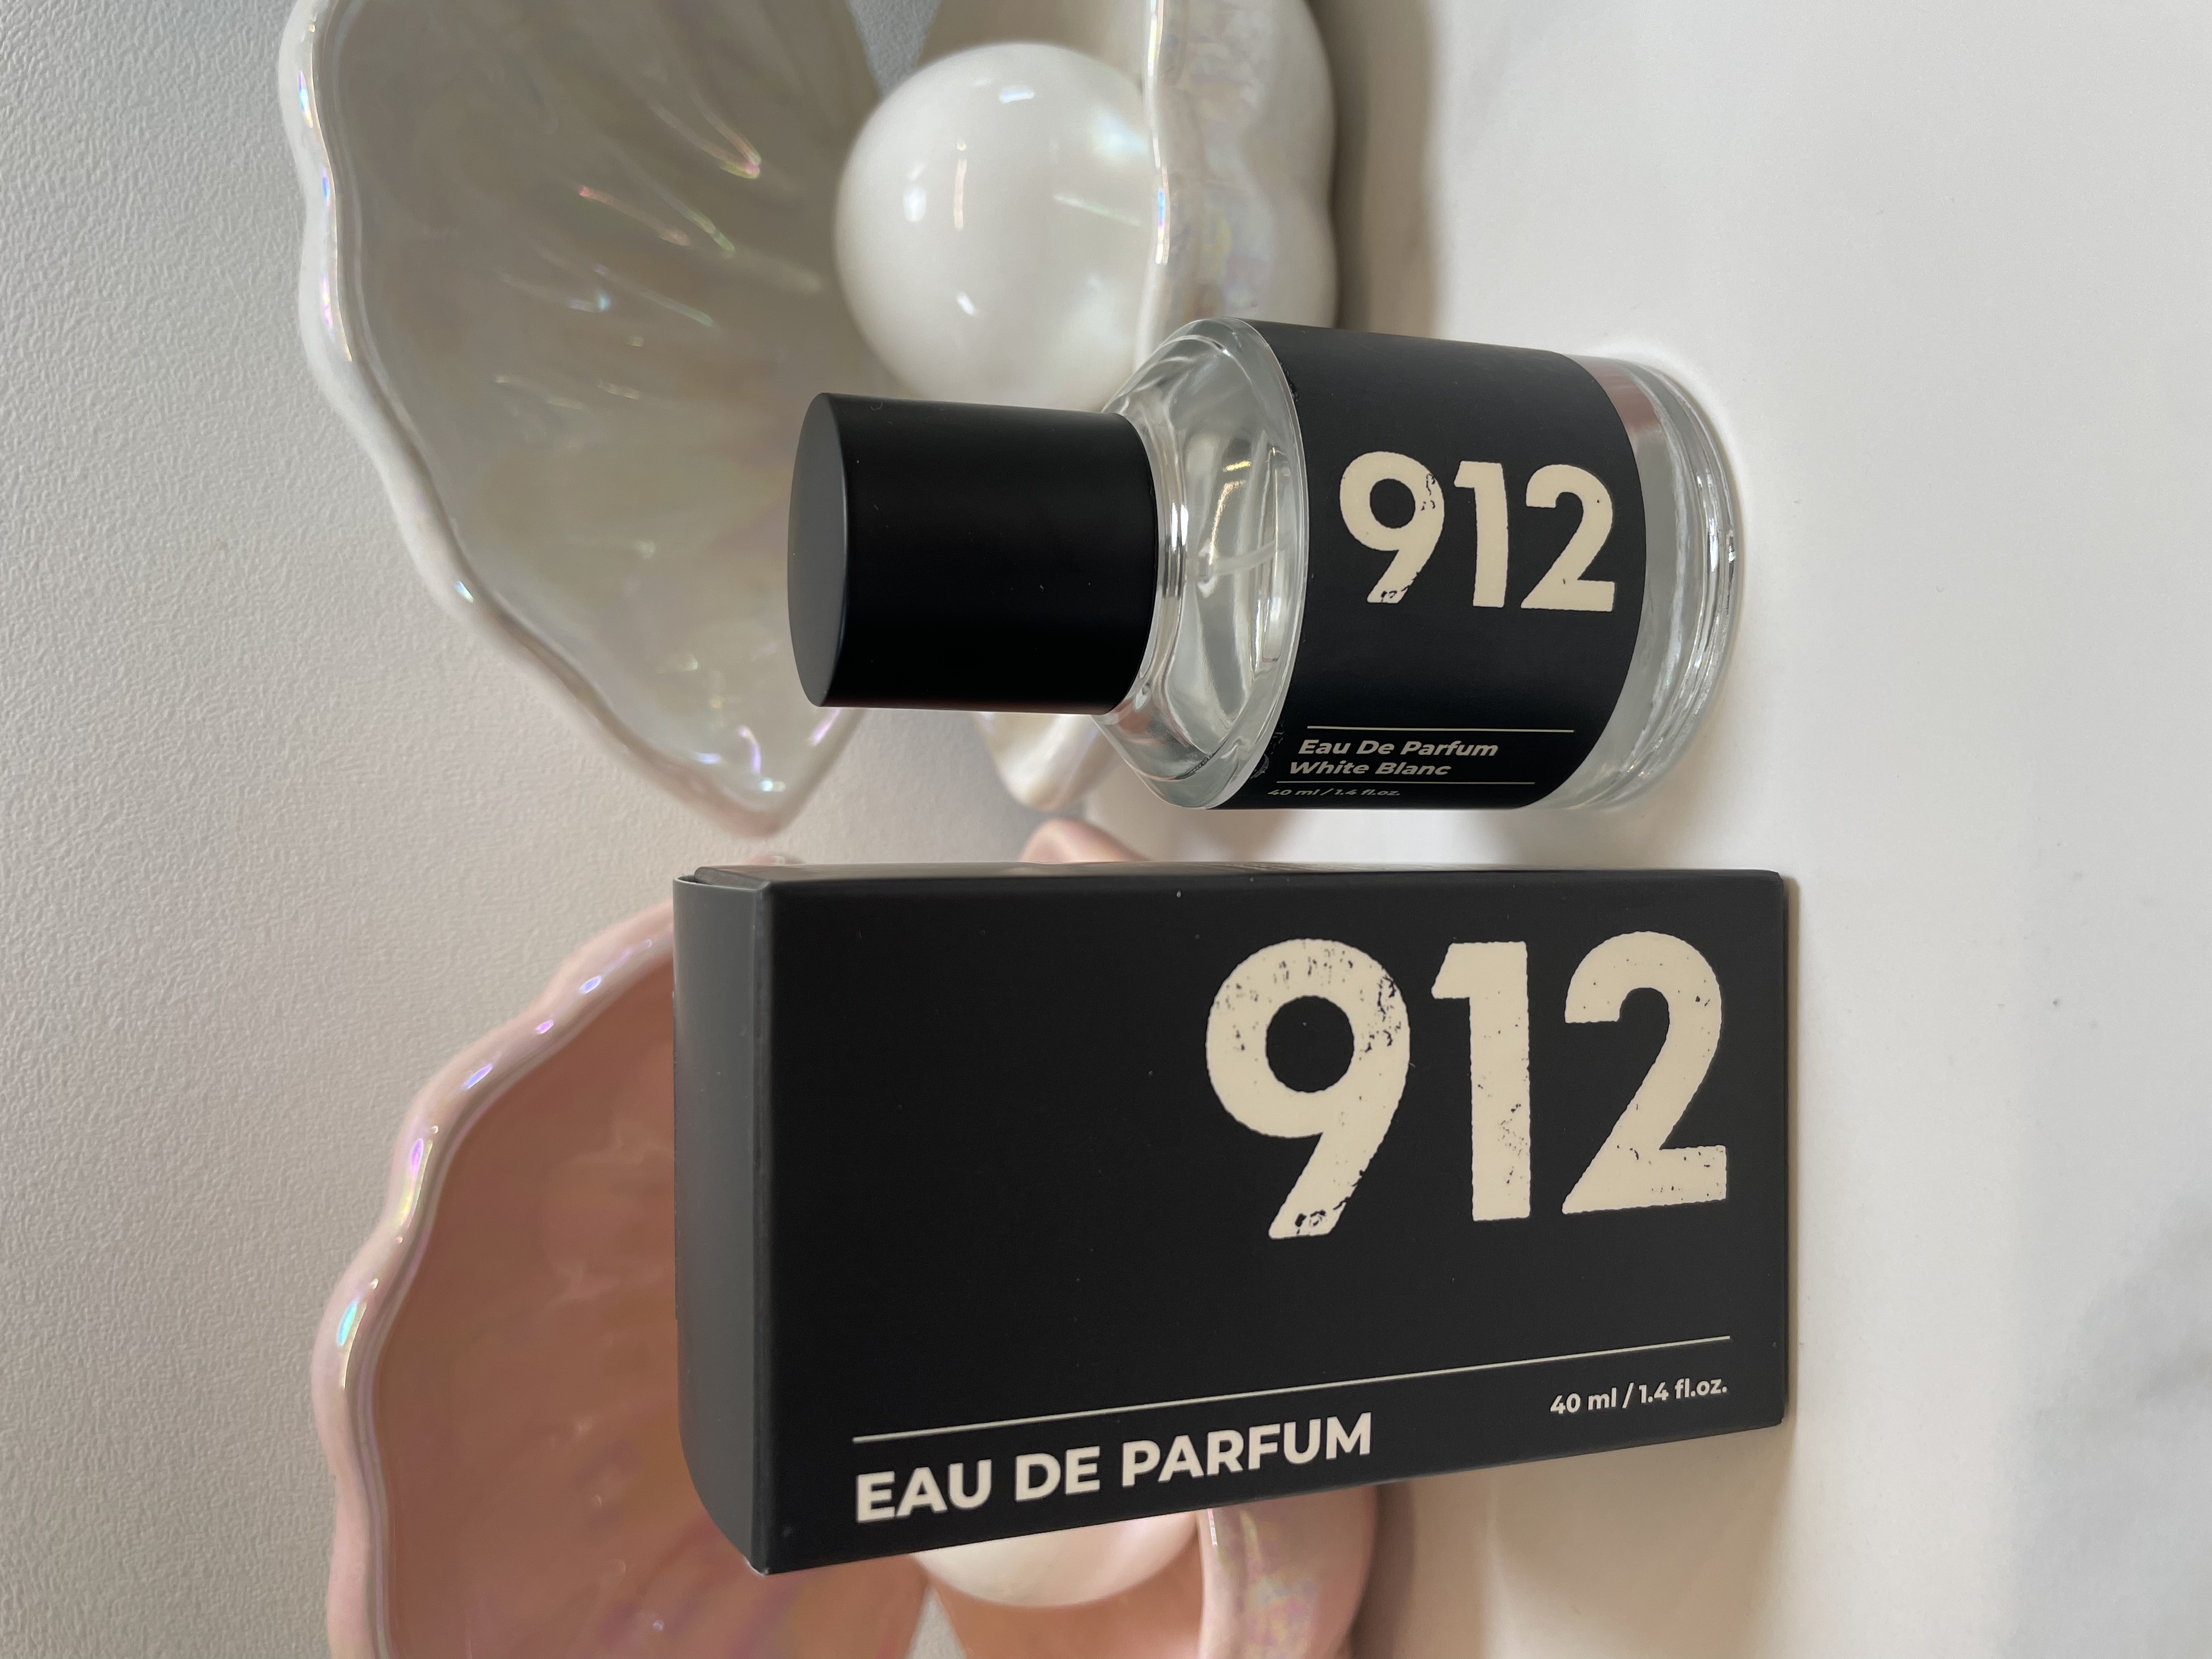 912
Eau De Parfum
White Blanc
40 ml / 1.4 fl.oz.
912
EAU DE PARFUM
40 ml / 1.4 fl.oz.